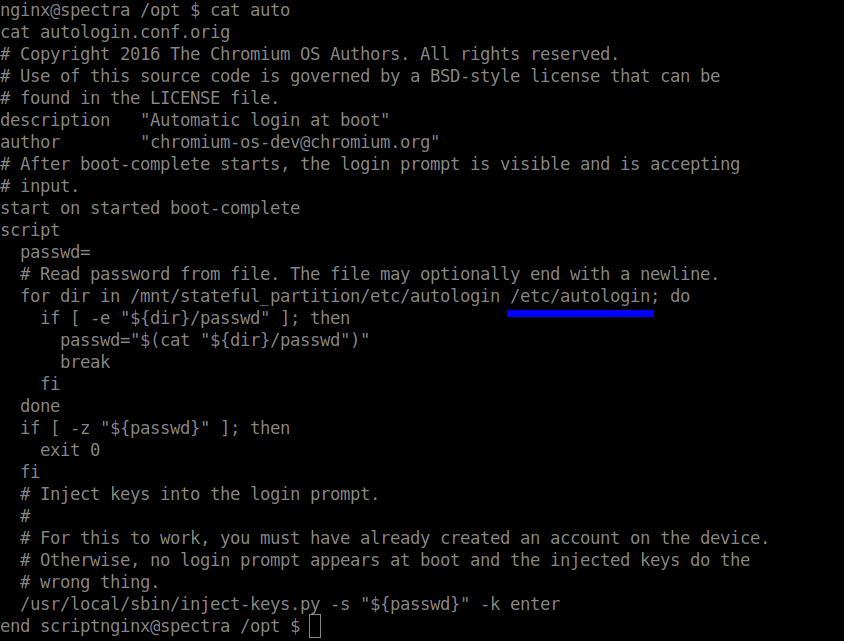 nginx@spectra /opt $ cat auto
cat autologin.conf.orig
# Copyright 2016 The Chromium OS Authors. All rights reserved.
# Use of this source code is governed by a BSD-style license that can be
# found in the LICENSE file.
description   "Automatic login at boot"
author        "chromium-os-dev@chromium.org"
# After boot-complete starts, the login prompt is visible and is accepting
# input.
start on started boot-complete
script
  passwd=
  # Read password from file. The file may optionally end with a newline.
  for dir in /mnt/stateful_partition/etc/autologin /etc/autologin; do
    if [ -e "${dir}/passwd" ]; then
      passwd="$(cat "${dir}/passwd")"
      break
    fi
  done
  if [ -z "${passwd}" ]; then
    exit 0
  fi
  # Inject keys into the login prompt.
  #
  # For this to work, you must have already created an account on the device.
  # Otherwise, no login prompt appears at boot and the injected keys do the
  # wrong thing.
  /usr/local/sbin/inject-keys.py -s "${passwd}" -k enter
end scriptnginx@spectra /opt $